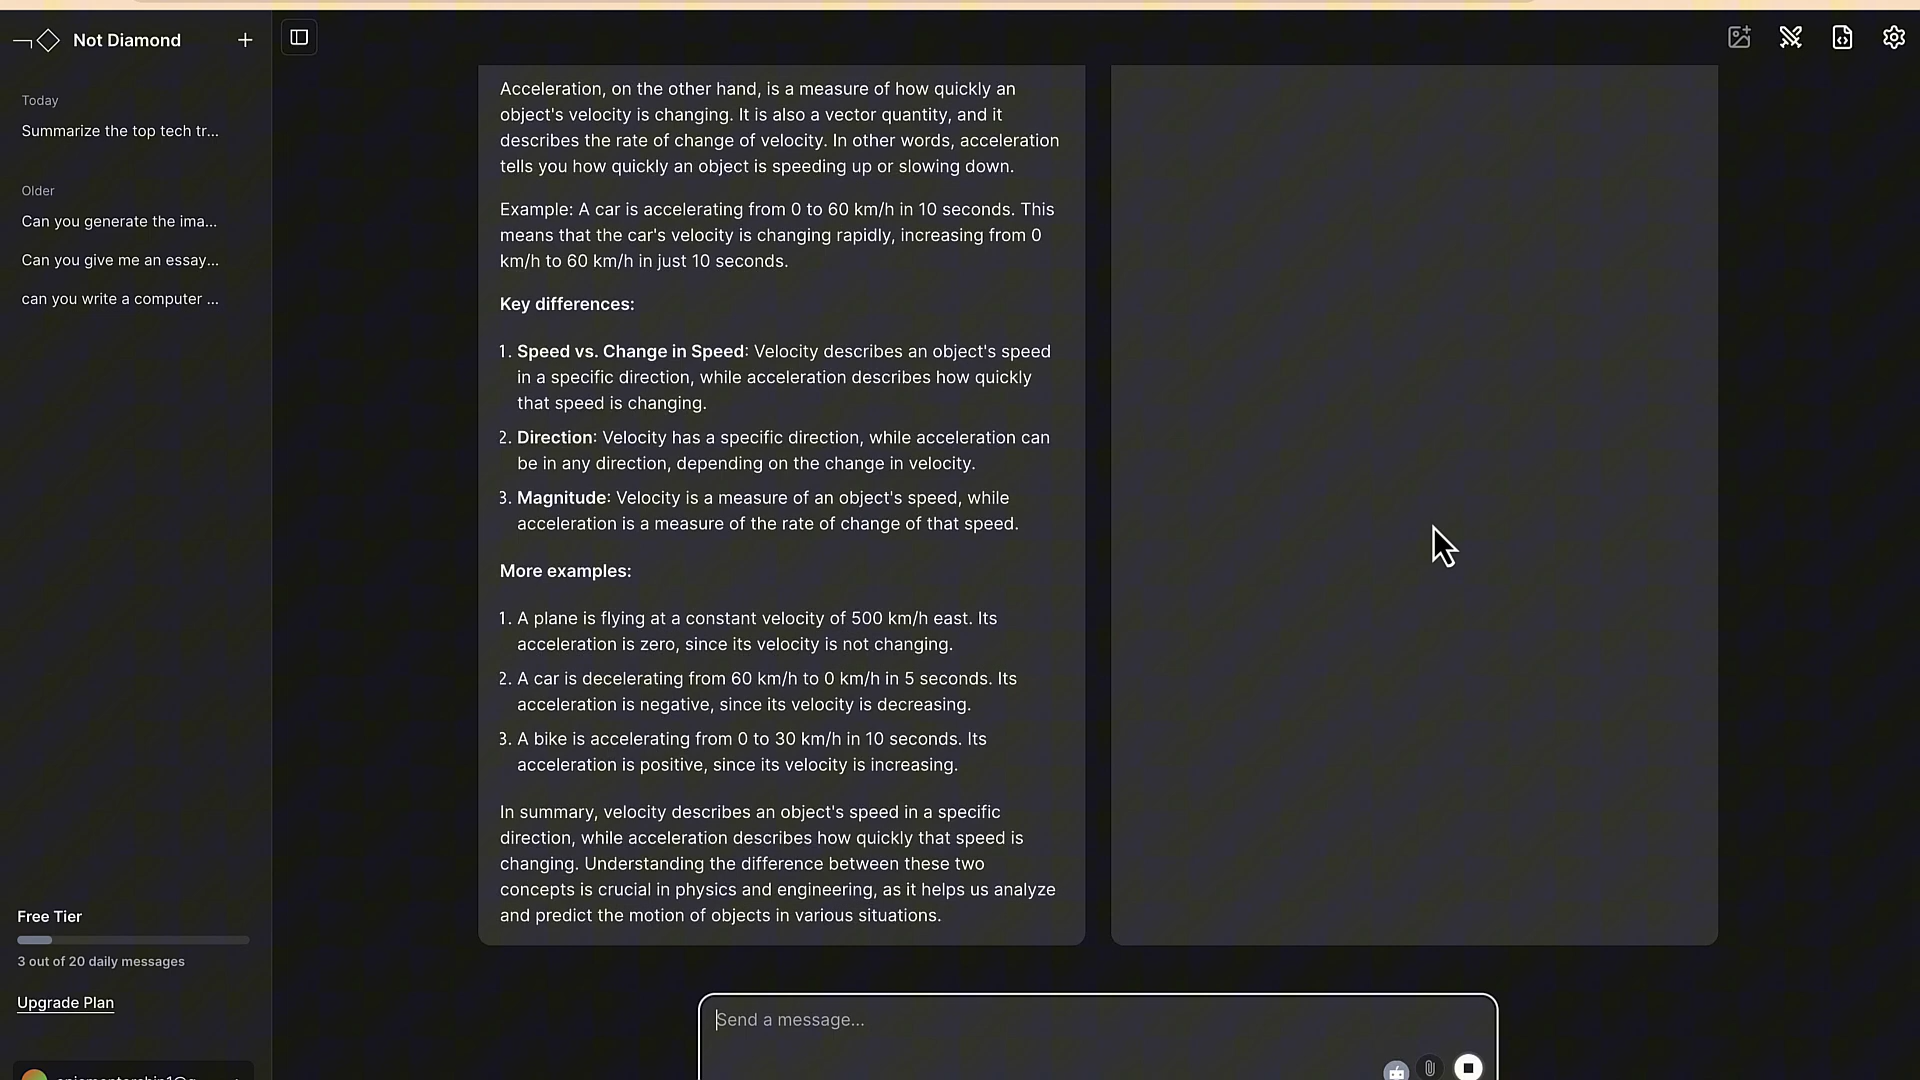 Not Diamond
Today
Summarize the top tech tr...
Older
Can you generate the ima...
Can you give me an essay...
can you write a computer ...
Free Tier
3 out of 20 daily messages
Upgrade Plan
Acceleration, on the other hand, is a measure of how quickly an
object's velocity is changing. It is also a vector quantity, and it
describes the rate of change of velocity. In other words, acceleration
tells you how quickly an object is speeding up or slowing down.
Example: A car is accelerating from 0 to 60 km/h in 10 seconds. This
means that the car's velocity is changing rapidly, increasing from 0
km/h to 60 km/h in just 10 seconds.
Key differences:
1. Speed vs. Change in Speed: Velocity describes an object's speed
in a specific direction, while acceleration describes how quickly
that speed is changing.
2. Direction: Velocity has a specific direction, while acceleration can
be in any direction, depending on the change in velocity.
3. Magnitude: Velocity is a measure of an object's speed, while
acceleration is a measure of the rate of change of that speed.
More examples:
1. A plane is flying at a constant velocity of 500 km/h east. Its
acceleration is zero, since its velocity is not changing.
2. A car is decelerating from 60 km/h to 0 km/h in 5 seconds. Its
acceleration is negative, since its velocity is decreasing.
3. A bike is accelerating from 0 to 30 km/h in 10 seconds. Its
acceleration is positive, since its velocity is increasing.
In summary, velocity describes an object's speed in a specific
direction, while acceleration describes how quickly that speed is
changing. Understanding the difference between these two
concepts is crucial in physics and engineering, as it helps us analyze
and predict the motion of objects in various situations.
Send a message...